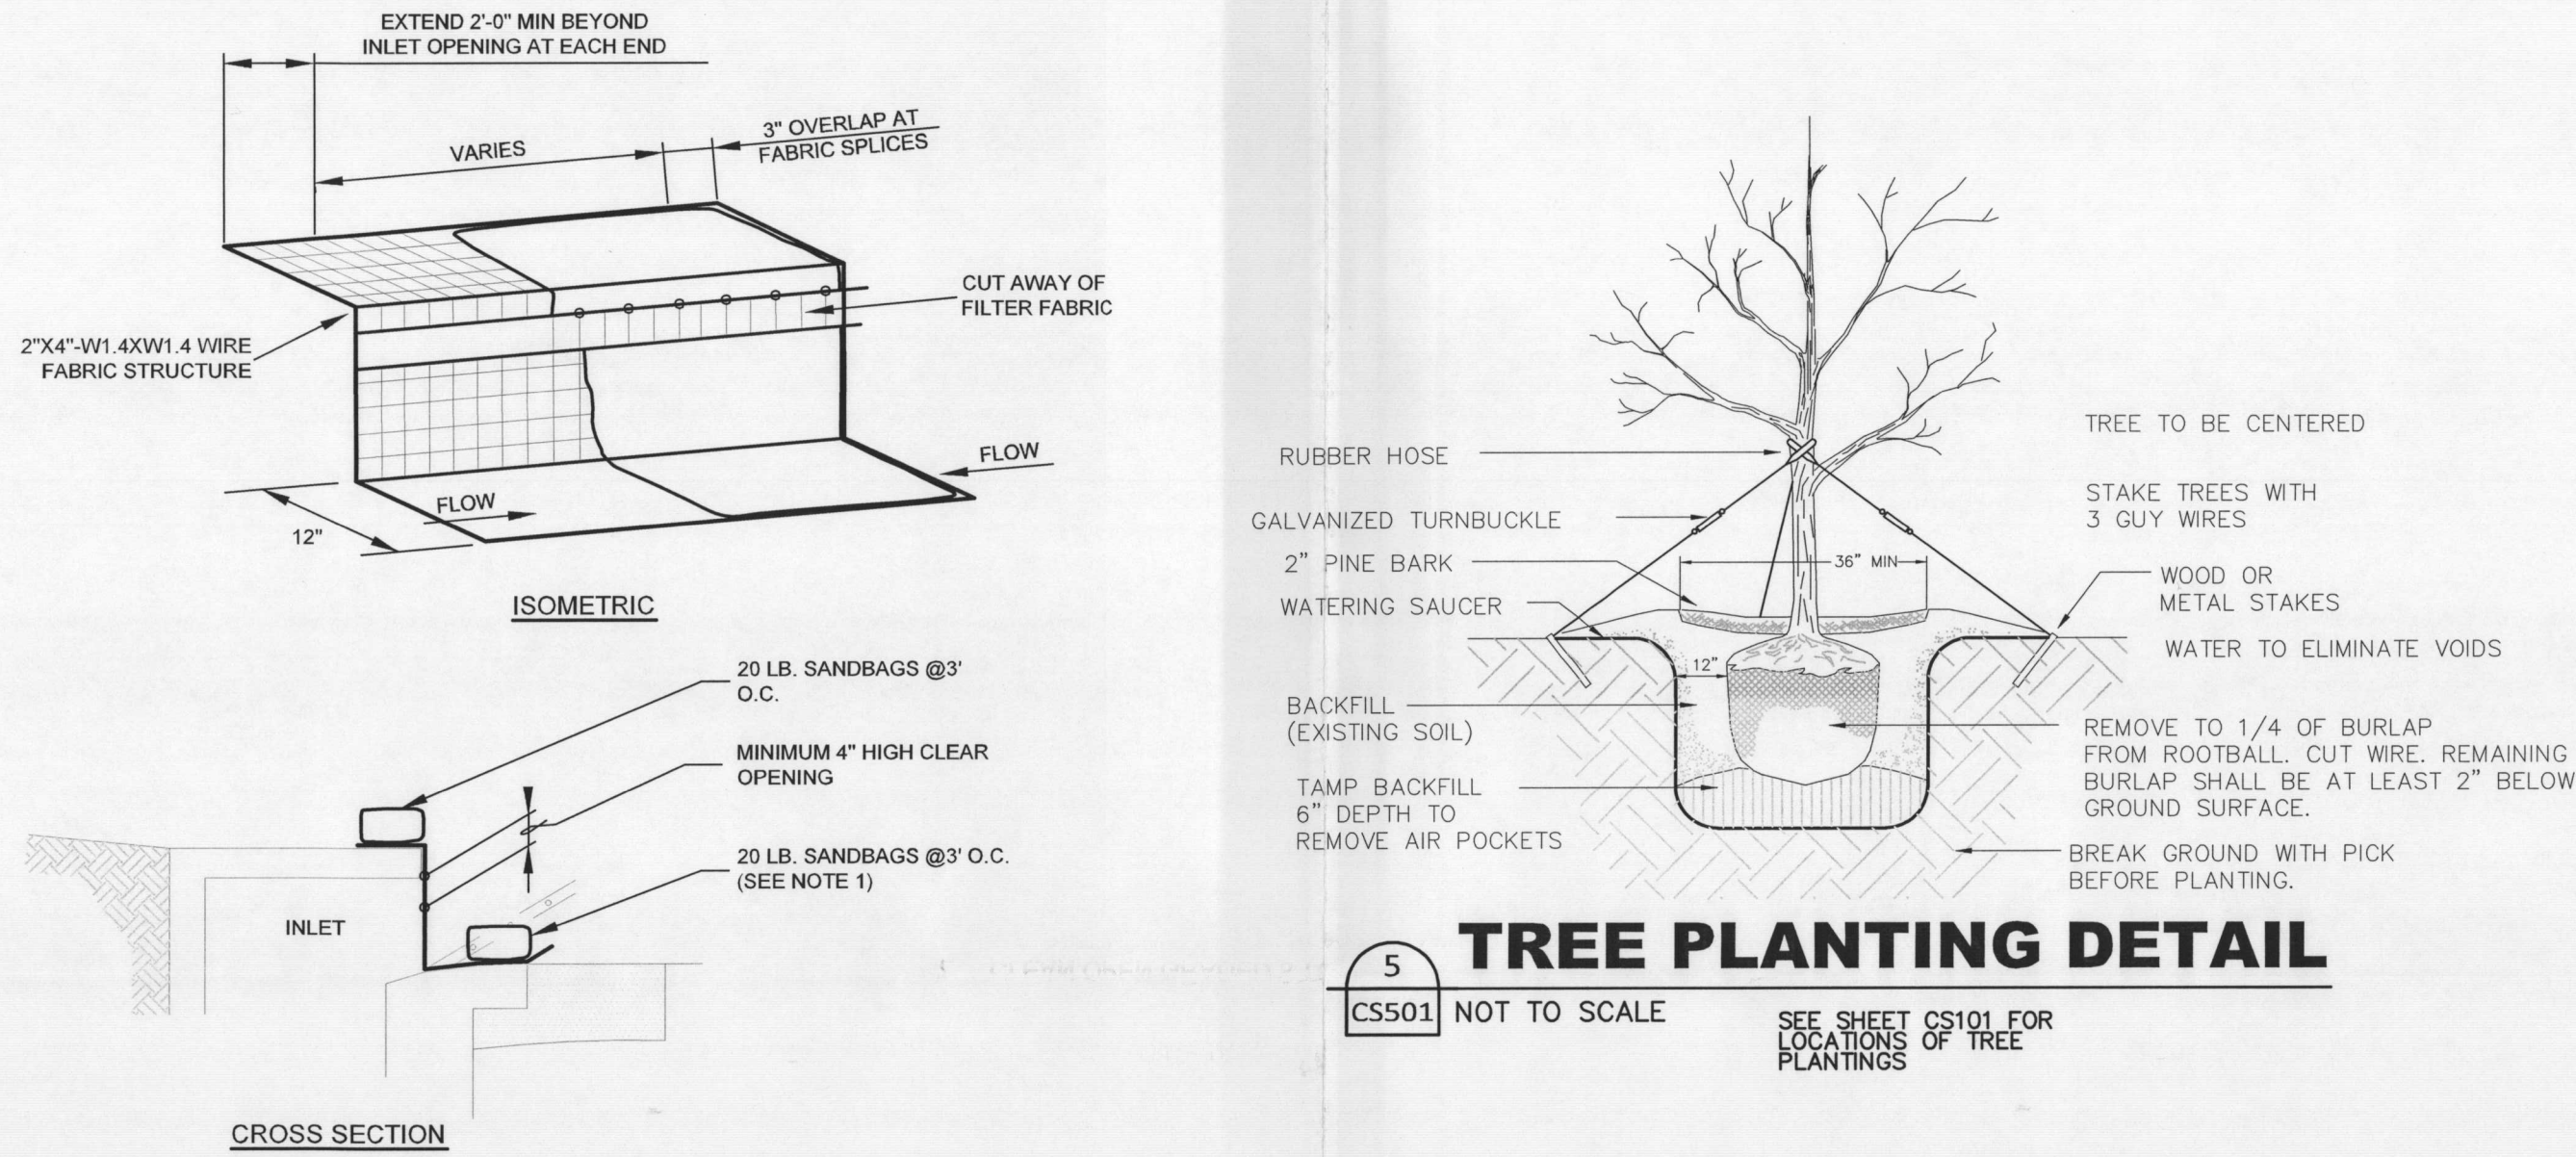 EXTEND 2'-0" MIN BEYOND
INLET OPENING AT EACH END
VARIES
3" OVERLAP AT
FABRIC SPLICES
CUT AWAY OF
FILTER FABRIC
2"X4"-W1.4XW1.4 WIRE
FABRIC STRUCTURE
FLOW
FLOW
12"
ISOMETRIC
20 LB. SANDBAGS @3'
O.C.
MINIMUM 4" HIGH CLEAR
OPENING
20 LB. SANDBAGS @3' O.C.
(SEE NOTE 1)
INLET
CROSS SECTION
RUBBER HOSE
GALVANIZED TURNBUCKLE
2" PINE BARK
WATERING SAUCER
BACKFILL
(EXISTING SOIL)
TAMP BACKFILL
6" DEPTH TO
REMOVE AIR POCKETS
36" MIN
12"
TREE TO BE CENTERED
STAKE TREES WITH
3 GUY WIRES
WOOD OR
METAL STAKES
WATER TO ELIMINATE VOIDS
REMOVE TO 1/4 OF BURLAP
FROM ROOTBALL. CUT WIRE. REMAINING
BURLAP SHALL BE AT LEAST 2" BELOW
GROUND SURFACE.
BREAK GROUND WITH PICK
BEFORE PLANTING.
5
CS501
TREE PLANTING DETAIL
NOT TO SCALE
SEE SHEET CS101 FOR
LOCATIONS OF TREE
PLANTINGS